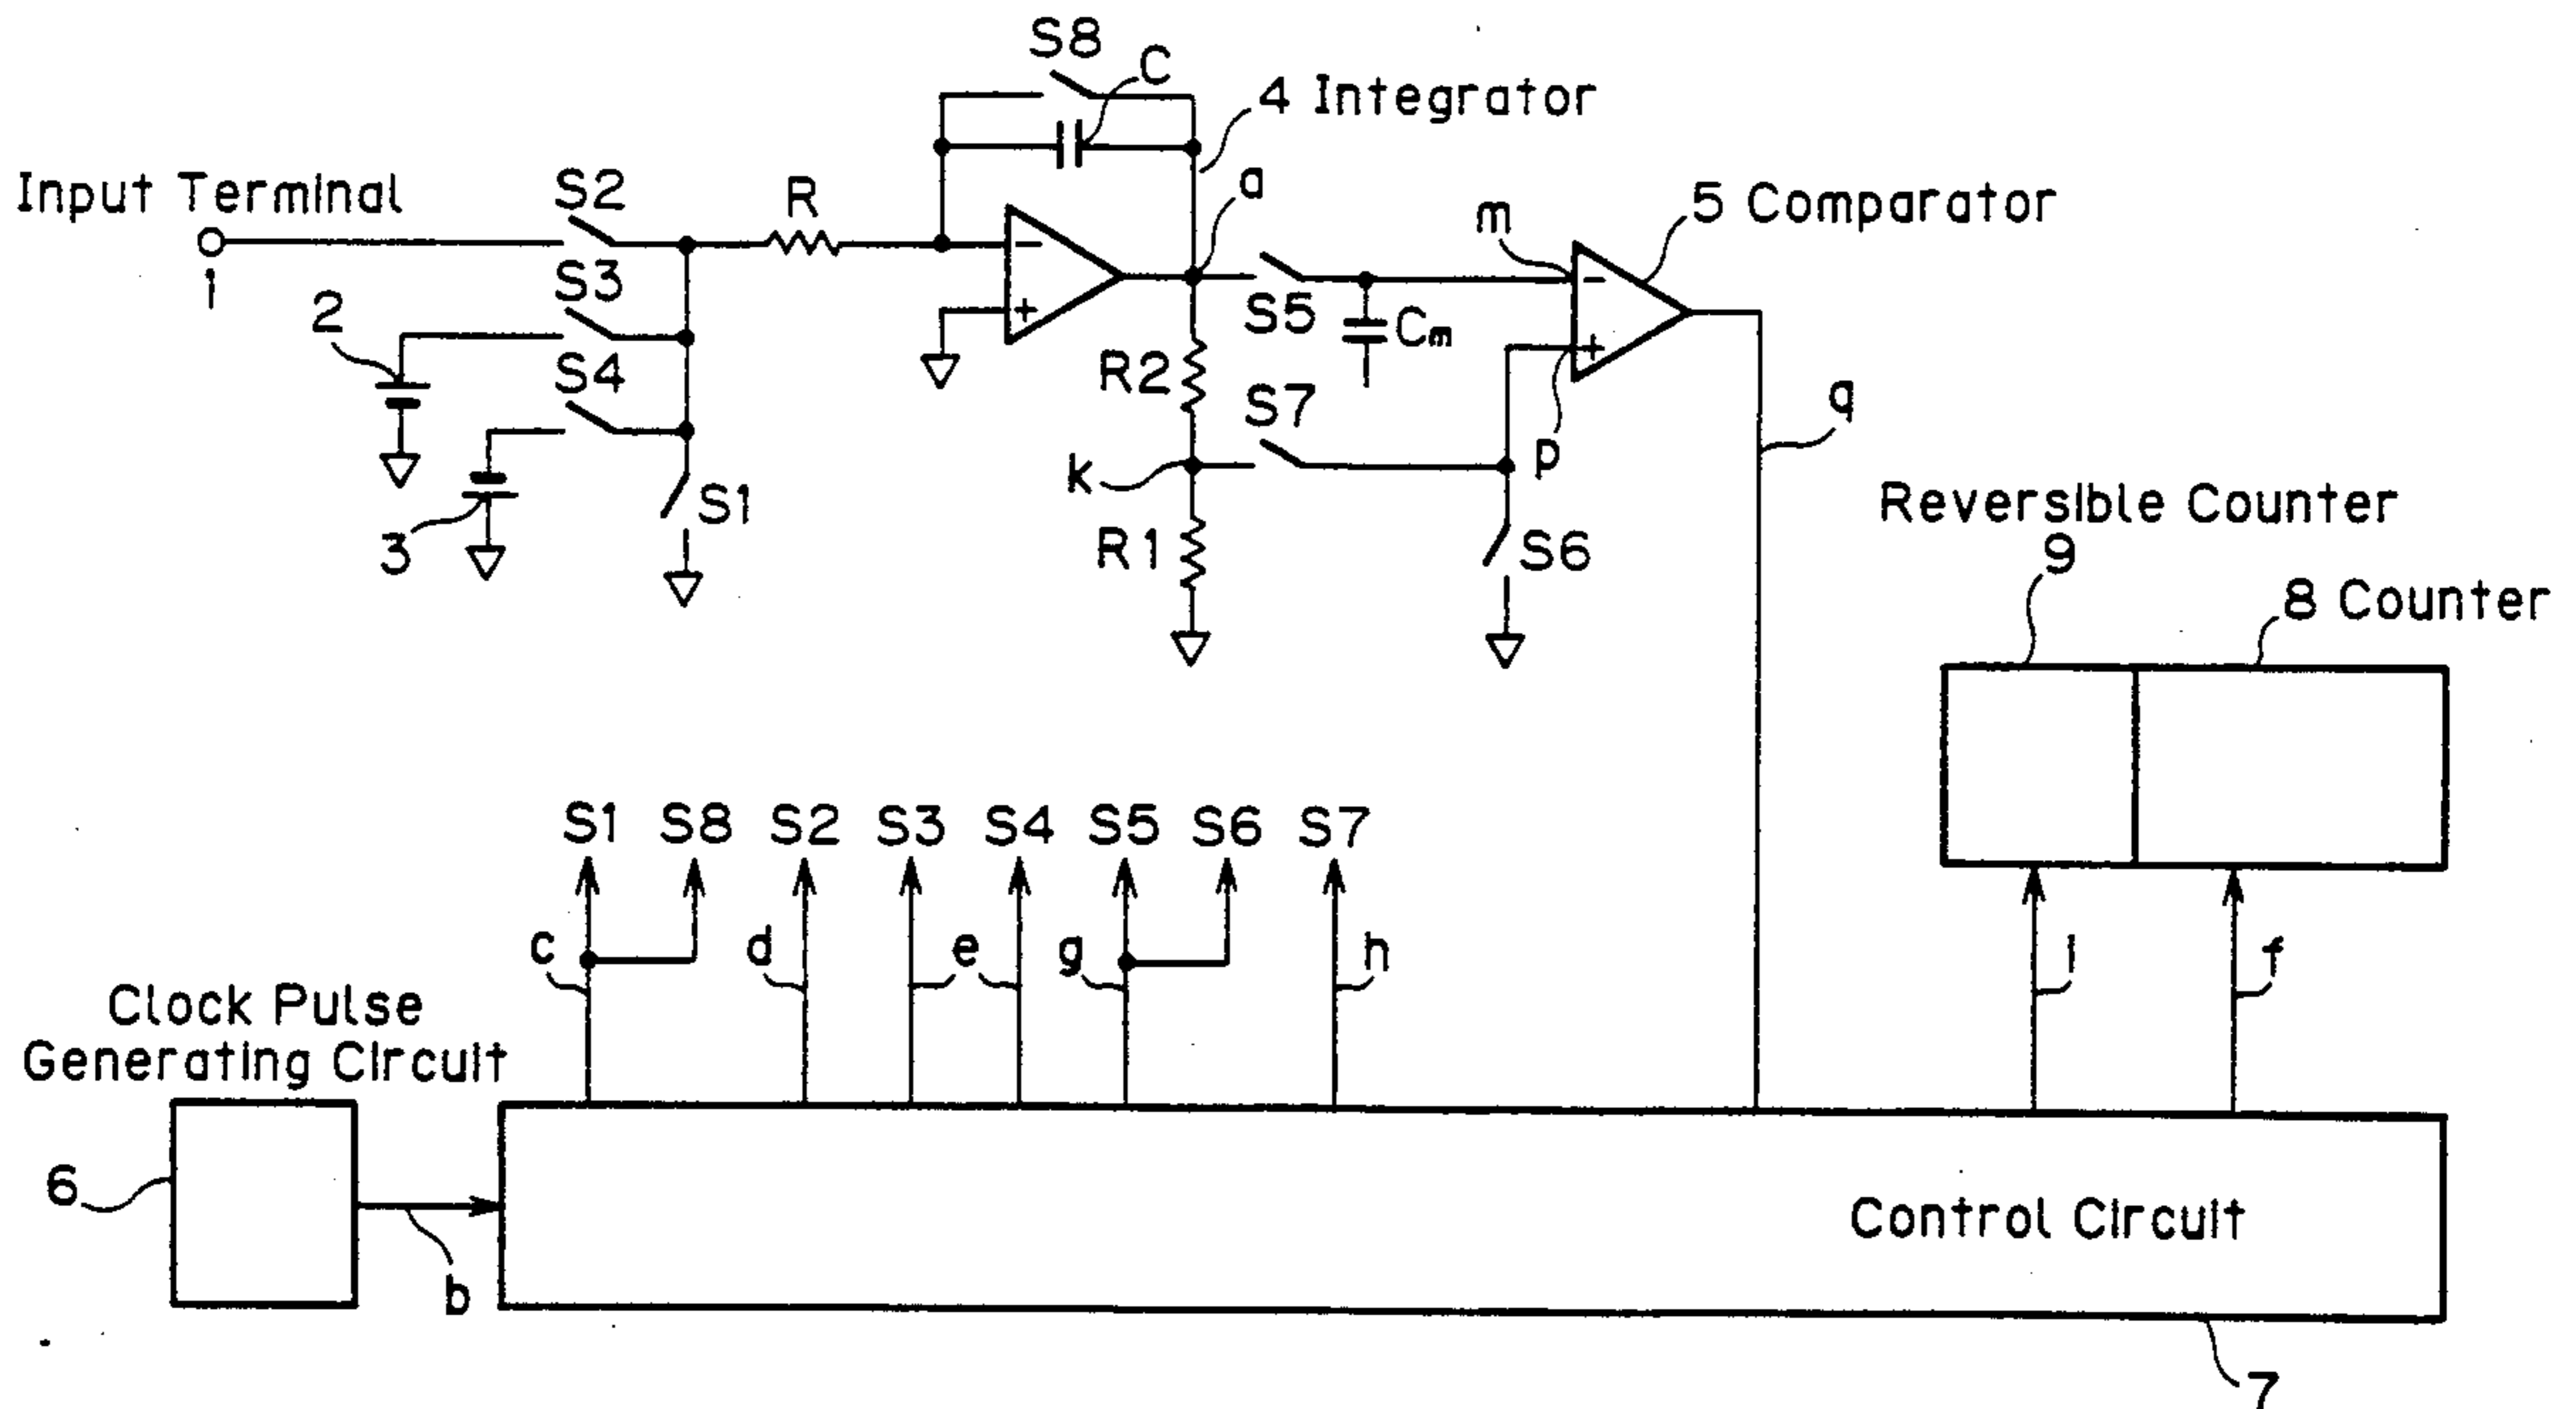 S8
C
4 Integrator
Input Terminal
1
S2
R
a
m
5 Comparator
S3
2
S4
S5
Cm
R2
S7
k
p
q
3
S1
R1
S6
Reversible Counter
9
8 Counter
S1 S8 S2 S3 S4 S5 S6 S7
c d e g h i f
Clock Pulse
Generating Circuit
6
b
Control Circuit
7